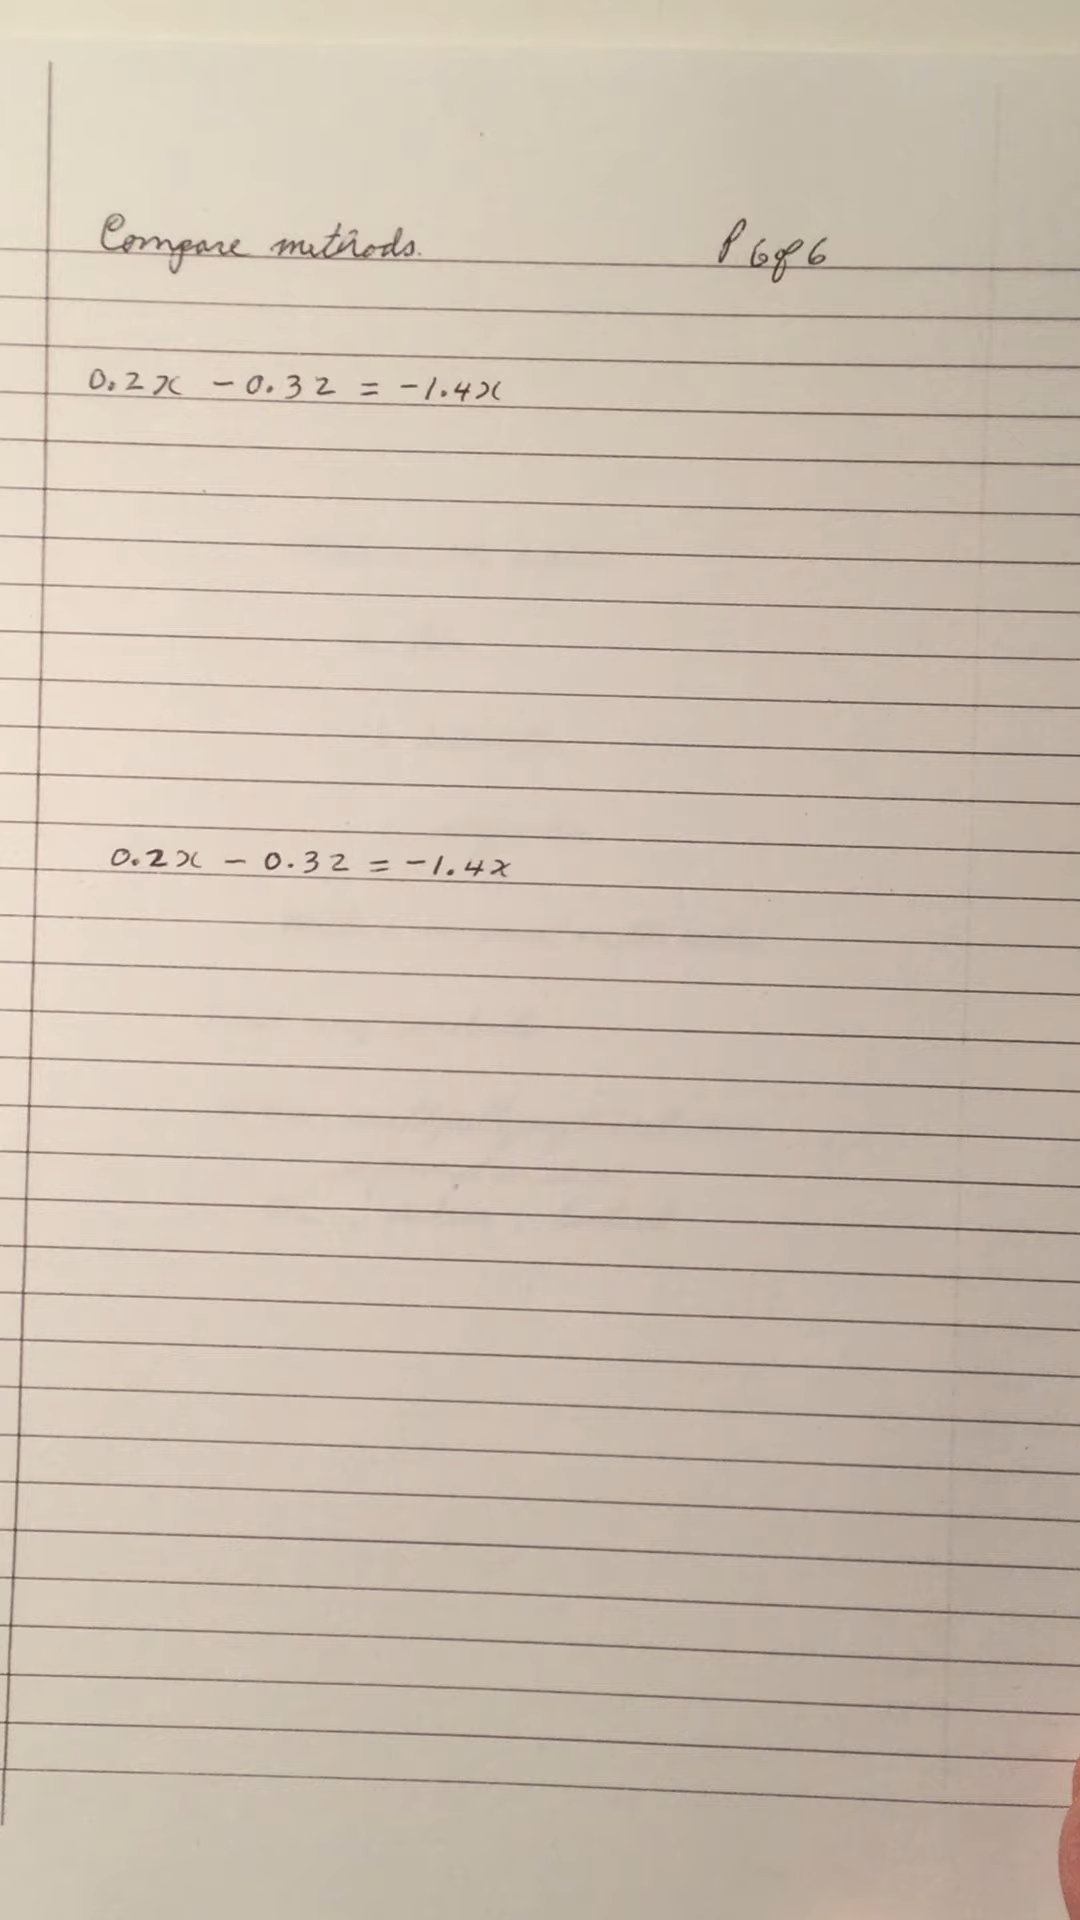 Compare methods. P 6 of 6
0.2x - 0.32 = -1.4x
0.2x - 0.32 = -1.4x